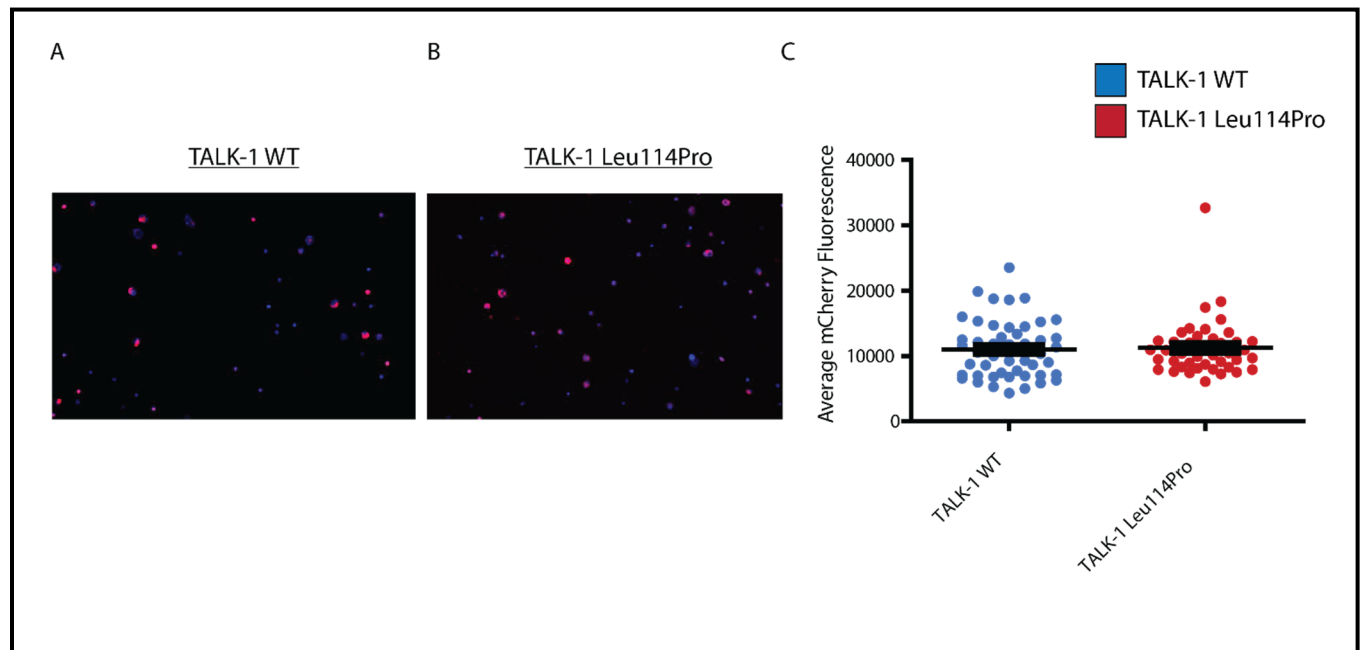 A
B
C
TALK-1 WT
TALK-1 Leu114Pro
TALK-1 WT
TALK-1 Leu114Pro
Average mCherry Fluorescence
40000
30000
20000
10000
0
TALK-1 WT
TALK-1 Leu114Pro